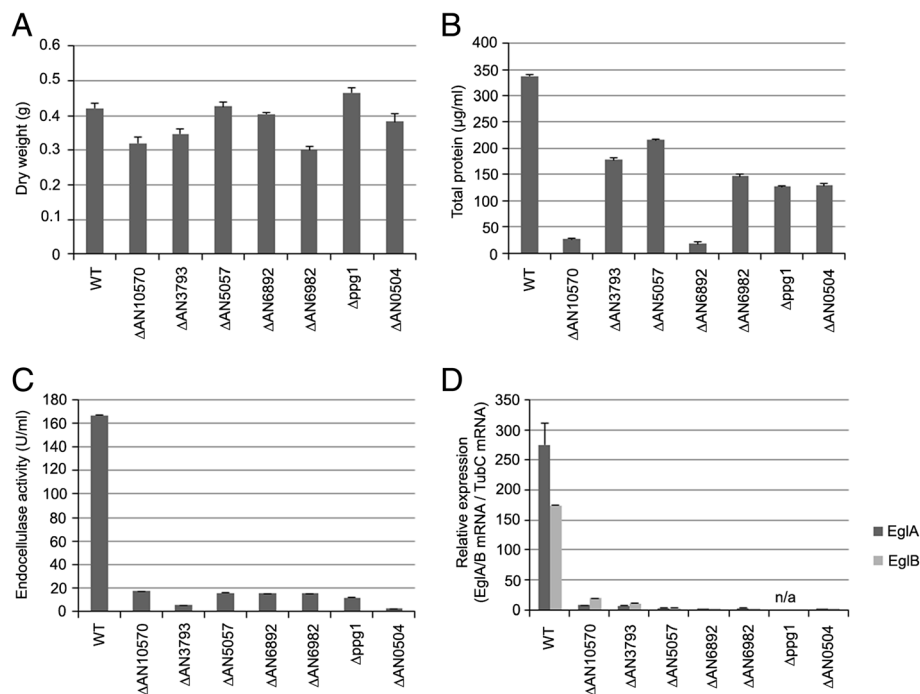 A
Dry weight (g)
0.6
0.5
0.4
0.3
0.2
0.1
0
WT
ΔAN10570
ΔAN3793
ΔAN5057
ΔAN6892
ΔAN6982
Δppg1
ΔAN0504
B
Total protein (µg/ml)
400
350
300
250
200
150
100
50
0
WT
ΔAN10570
ΔAN3793
ΔAN5057
ΔAN6892
ΔAN6982
Δppg1
ΔAN0504
C
Endocellulase activity (U/ml)
180
160
140
120
100
80
60
40
20
0
WT
ΔAN10570
ΔAN3793
ΔAN5057
ΔAN6892
ΔAN6982
Δppg1
ΔAN0504
D
Relative expression
(EglA/B mRNA / TubC mRNA)
350
300
250
200
150
100
50
0
n/a
WT
ΔAN10570
ΔAN3793
ΔAN5057
ΔAN6892
ΔAN6982
Δppg1
ΔAN0504
EglA
EglB